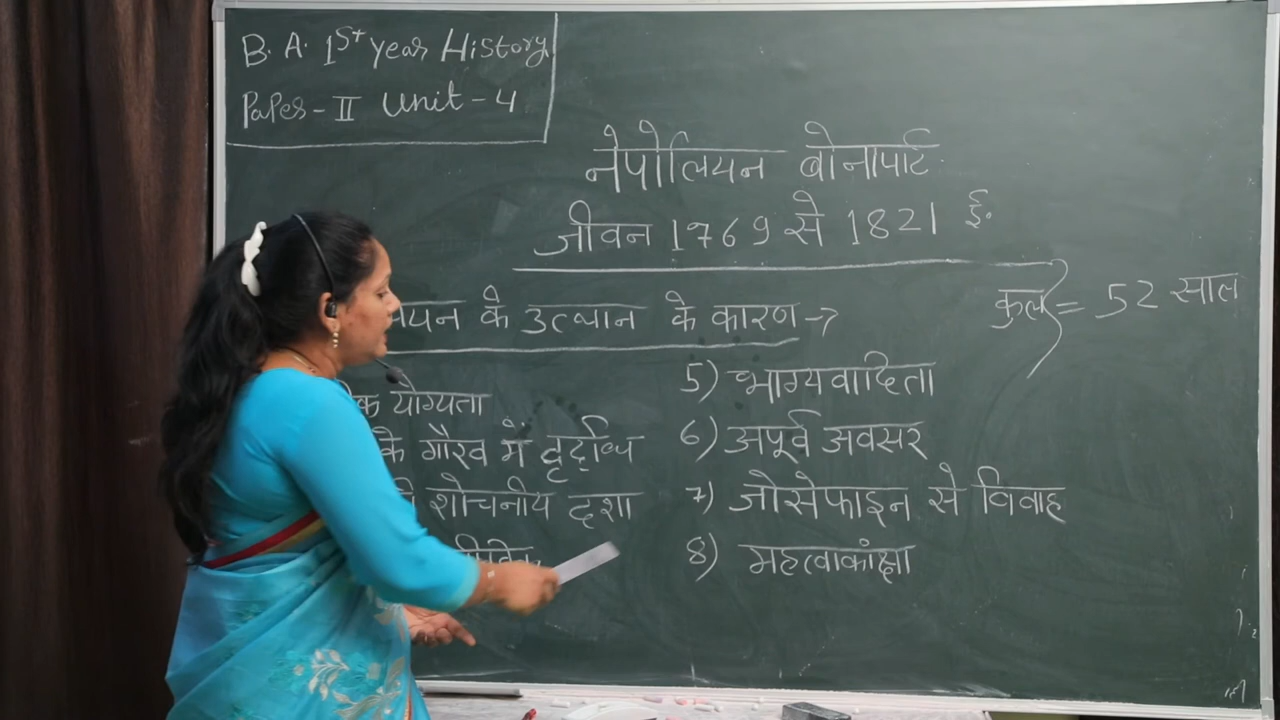 B. A. 1st year History
Paper - II Unit - 4
नेपोलियन बोनापार्ट
जीवन 1769 से 1821 ई.
कुल = 52 साल
के उत्थान के कारण →
योग्यता
के गौरव में वृद्धि
शोचनीय दशा
5) भाग्यवादिता
6) अपूर्व अवसर
7) जोसेफाइन से विवाह
8) महत्वाकांक्षा